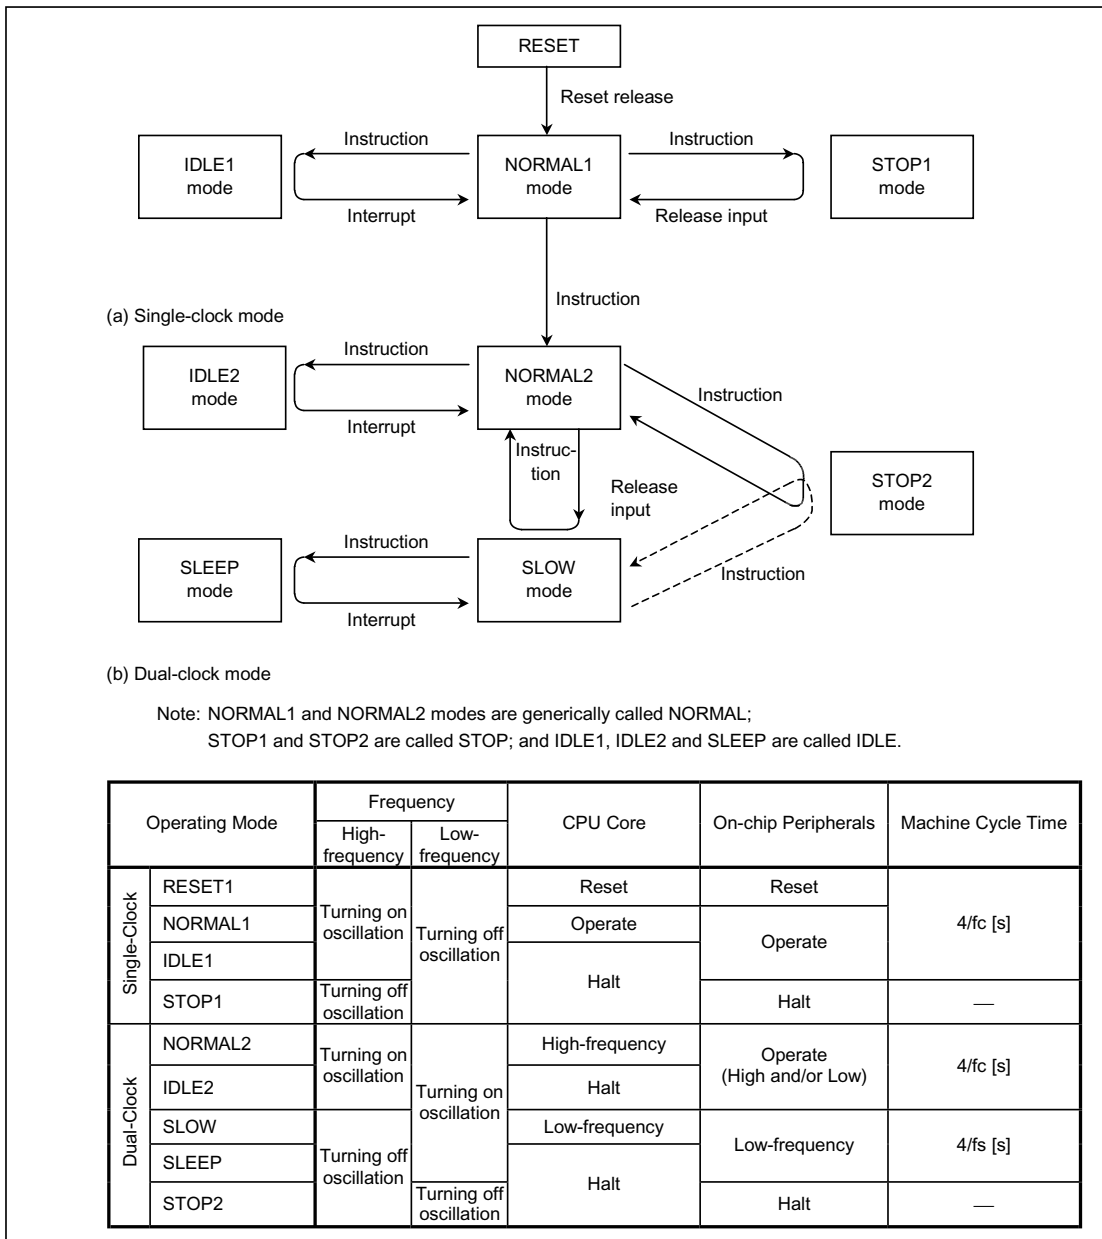 RESET
Reset release
IDLE1
mode
Instruction
Interrupt
NORMAL1
mode
Instruction
Release input
STOP1
mode
Instruction
(a) Single-clock mode
IDLE2
mode
Instruction
Interrupt
NORMAL2
mode
Instruction
Instruc-
tion
Release
input
STOP2
mode
SLEEP
mode
Instruction
Interrupt
SLOW
mode
Instruction
(b) Dual-clock mode
Note: NORMAL1 and NORMAL2 modes are generically called NORMAL;
STOP1 and STOP2 are called STOP; and IDLE1, IDLE2 and SLEEP are called IDLE.
Operating Mode
Frequency
High-
frequency
Low-
frequency
CPU Core
On-chip Peripherals
Machine Cycle Time
Single-Clock
RESET1
Turning on
oscillation
Turning off
oscillation
Reset
Reset
4/fc [s]
NORMAL1
Operate
Operate
IDLE1
Halt
STOP1
Turning off
oscillation
Halt
—
Dual-Clock
NORMAL2
Turning on
oscillation
Turning on
oscillation
High-frequency
Operate
(High and/or Low)
4/fc [s]
IDLE2
Halt
SLOW
Turning off
oscillation
Low-frequency
Low-frequency
4/fs [s]
SLEEP
Halt
STOP2
Turning off
oscillation
Halt
—